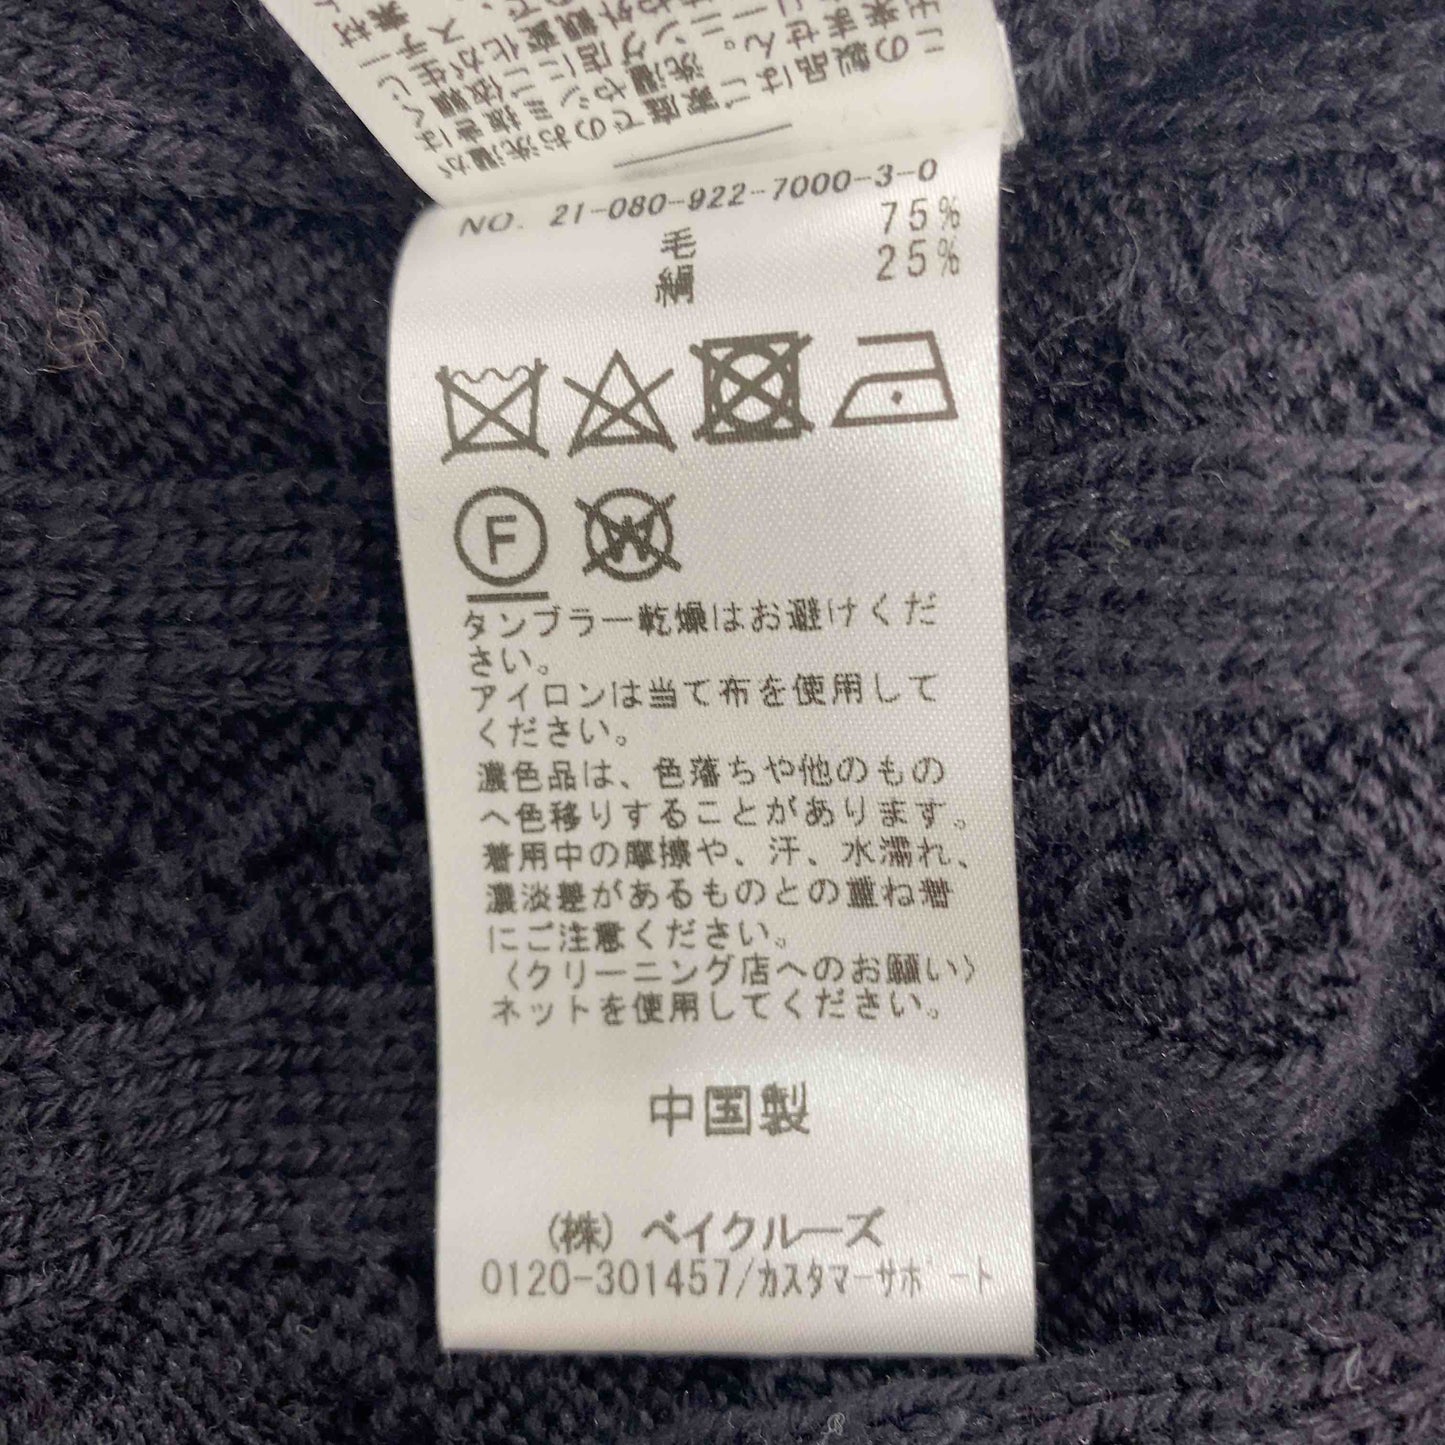 NO. 21-080-922-7000-3-0
毛 75%
絹 25%
F
W
タンブラー乾燥はお避けくだ
さい。
アイロンは当て布を使用して
ください。
濃色品は、色落ちや他のもの
へ色移りすることがあります。
着用中の摩擦や、汗、水濡れ、
濃淡差があるものとの重ね着
にご注意ください。
〈クリーニング店へのお願い〉
ネットを使用してください。
中国製
(株) ベイクルーズ
0120-301457/カスタマーサポート